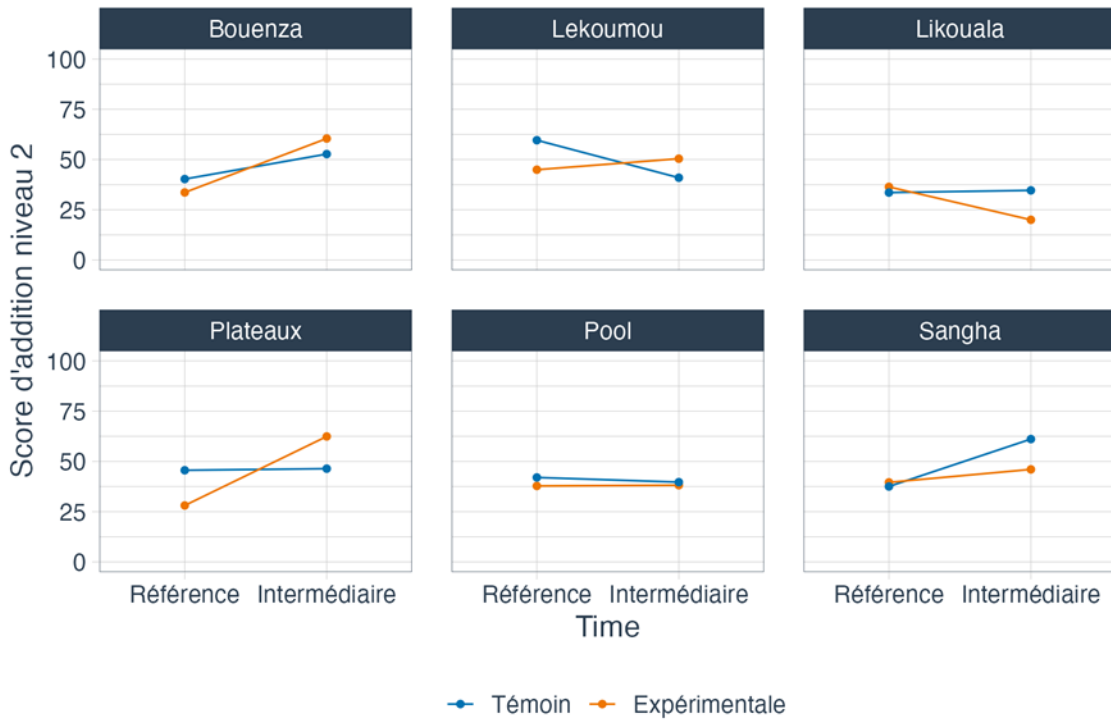 Bouenza Lekoumou Likouala
100
75
50
25
0
Plateaux Pool Sangha
100
75
50
25
0
Score d'addition niveau 2
Référence Intermédiaire Référence Intermédiaire Référence Intermédiaire
Time
Témoin Expérimentale